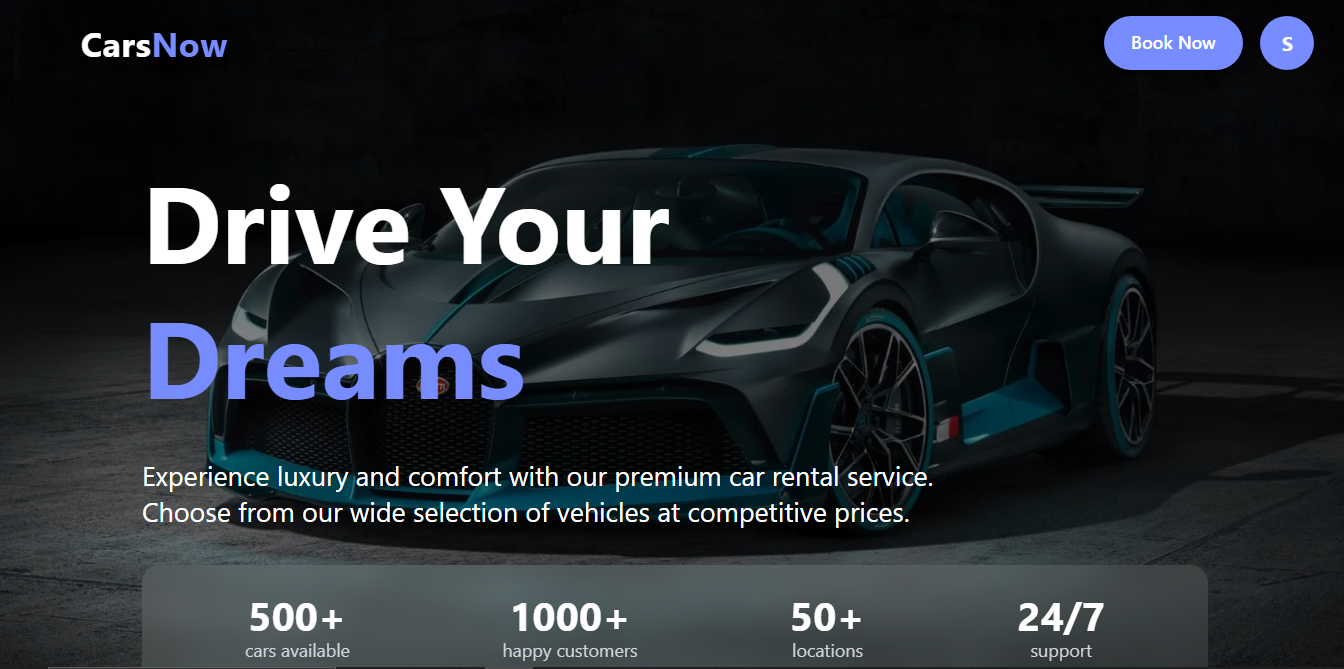 CarsNow
Book Now
S
Drive Your
Dreams
Experience luxury and comfort with our premium car rental service.
Choose from our wide selection of vehicles at competitive prices.
500+
1000+
50+
24/7
cars available
happy customers
locations
support